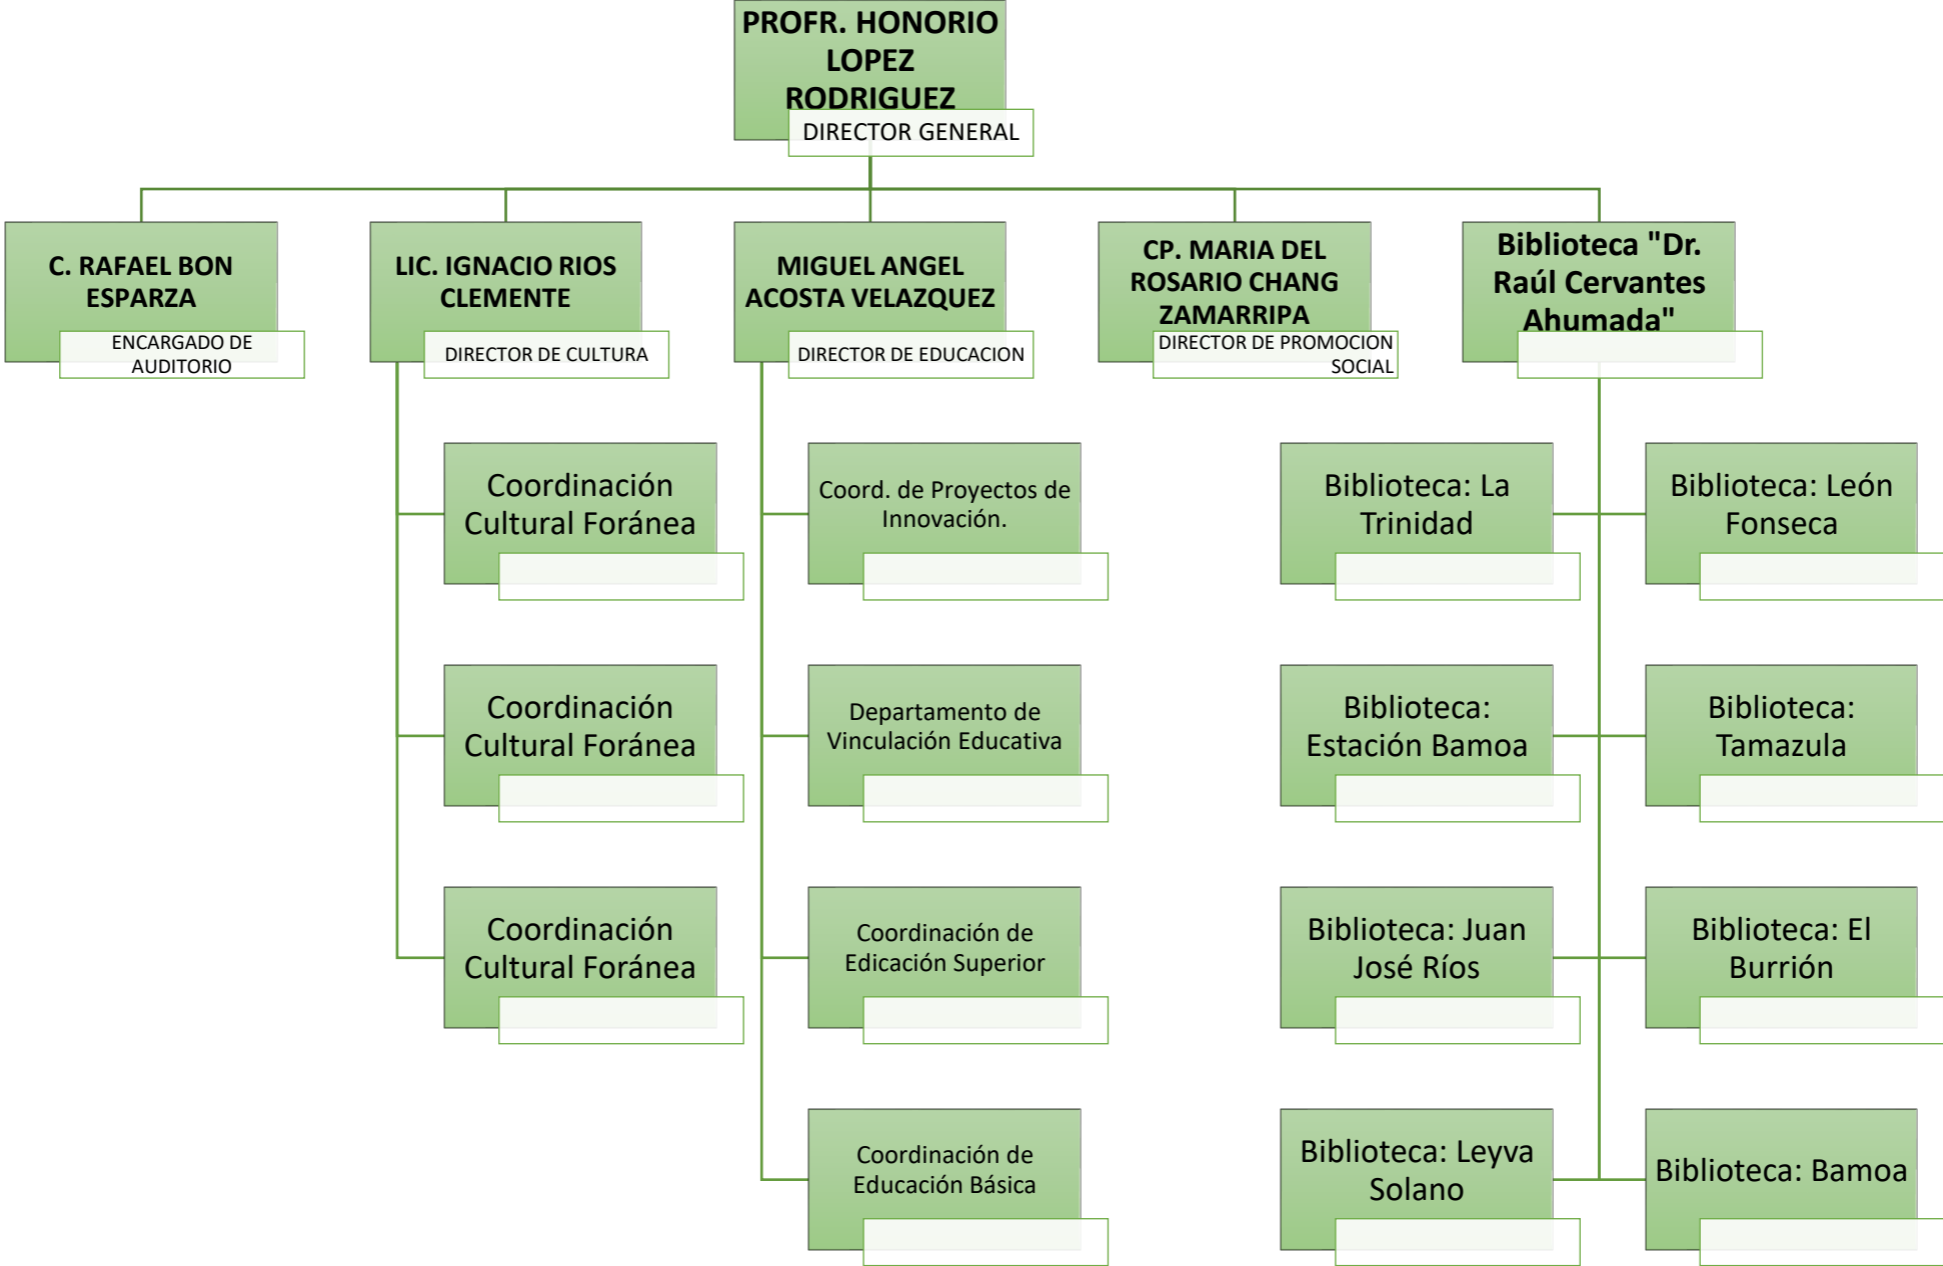 PROFR. HONORIO
LOPEZ
RODRIGUEZ
DIRECTOR GENERAL
C. RAFAEL BON
ESPARZA
ENCARGADO DE
AUDITORIO
LIC. IGNACIO RIOS
CLEMENTE
DIRECTOR DE CULTURA
MIGUEL ANGEL
ACOSTA VELAZQUEZ
DIRECTOR DE EDUCACION
CP. MARIA DEL
ROSARIO CHANG
ZAMARRIPA
DIRECTOR DE PROMOCION
SOCIAL
Biblioteca "Dr.
Raúl Cervantes
Ahumada"
Coordinación
Cultural Foránea
Coord. de Proyectos de
Innovación.
Biblioteca: La
Trinidad
Biblioteca: León
Fonseca
Coordinación
Cultural Foránea
Departamento de
Vinculación Educativa
Biblioteca:
Estación Bamoa
Biblioteca:
Tamazula
Coordinación
Cultural Foránea
Coordinación de
Edicación Superior
Biblioteca: Juan
José Ríos
Biblioteca: El
Burrión
Coordinación de
Educación Básica
Biblioteca: Leyva
Solano
Biblioteca: Bamoa